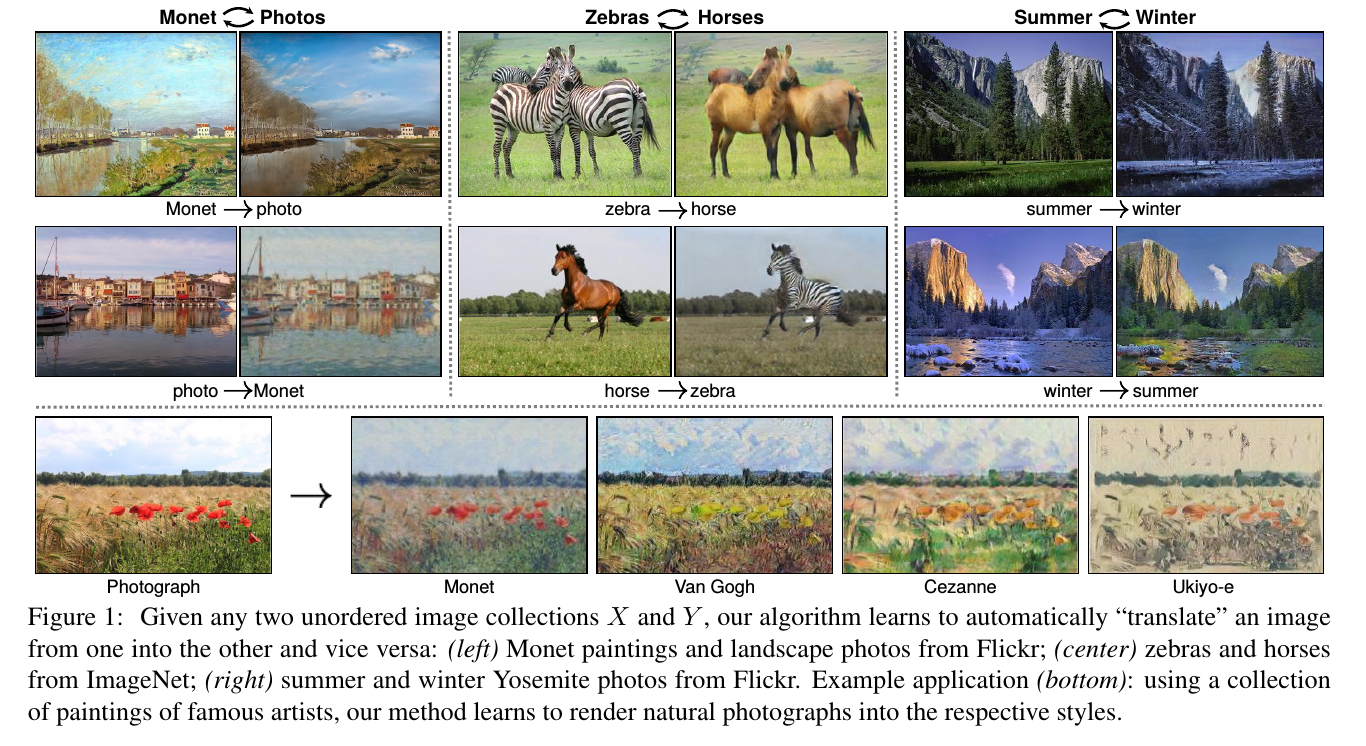 Monet Photos
Zebras Horses
Summer Winter
Monet → photo
zebra → horse
summer → winter
photo → Monet
horse → zebra
winter → summer
→
Photograph
Monet
Van Gogh
Cezanne
Ukiyo-e
Figure 1: Given any two unordered image collections X and Y, our algorithm learns to automatically “translate” an image
from one into the other and vice versa: (left) Monet paintings and landscape photos from Flickr; (center) zebras and horses
from ImageNet; (right) summer and winter Yosemite photos from Flickr. Example application (bottom): using a collection
of paintings of famous artists, our method learns to render natural photographs into the respective styles.